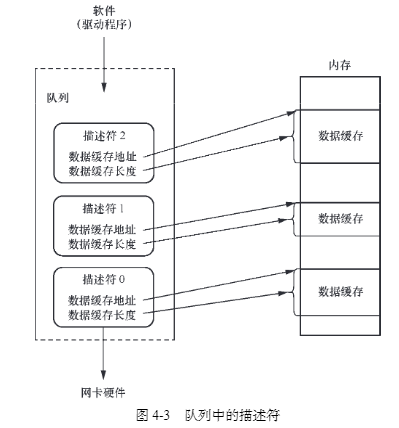 软件
(驱动程序)
队列
描述符2
数据缓存地址
数据缓存长度
描述符1
数据缓存地址
数据缓存长度
描述符0
数据缓存地址
数据缓存长度
网卡硬件
内存
数据缓存
数据缓存
数据缓存
图 4-3 队列中的描述符